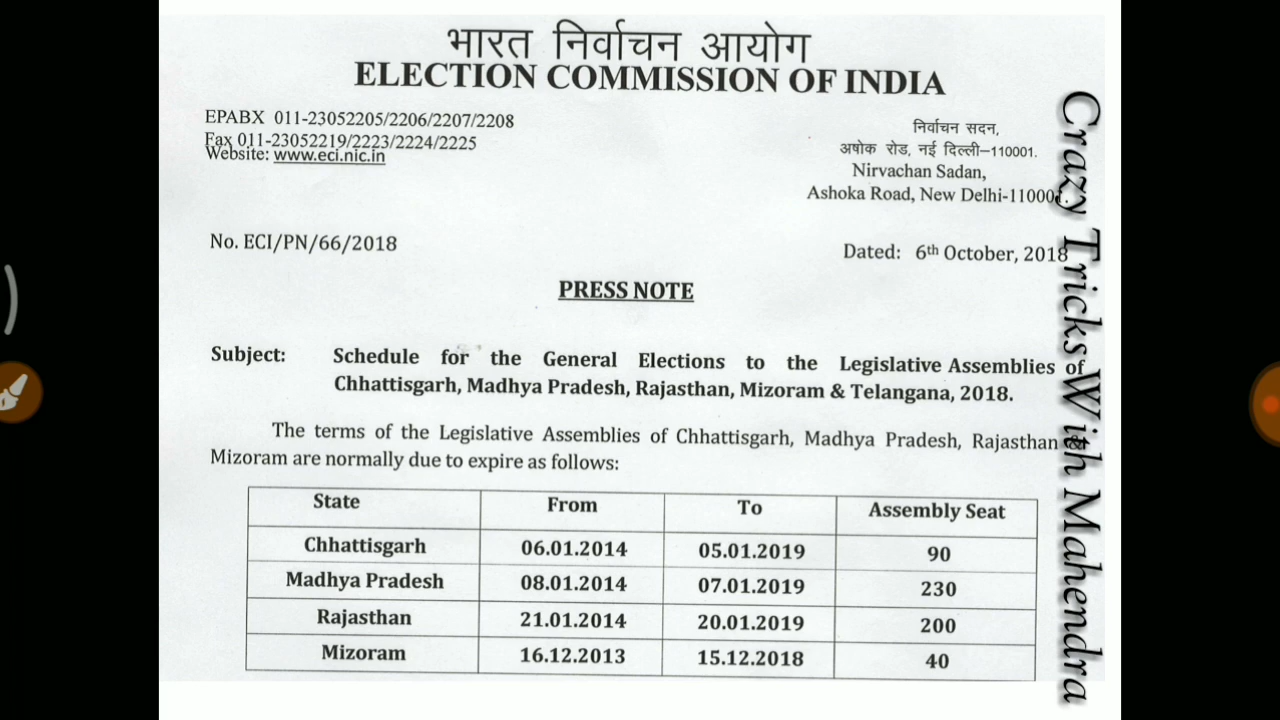 भारत निर्वाचन आयोग
ELECTION COMMISSION OF INDIA
EPABX 011-23052205/2206/2207/2208
Fax 011-23052219/2223/2224/2225
Website: www.eci.nic.in
निर्वाचन सदन,
अषोक रोड, नई दिल्ली–110001.
Nirvachan Sadan,
Ashoka Road, New Delhi-110001.
No. ECI/PN/66/2018
Dated: 6th October, 2018
PRESS NOTE
Subject: Schedule for the General Elections to the Legislative Assemblies of
Chhattisgarh, Madhya Pradesh, Rajasthan, Mizoram & Telangana, 2018.
The terms of the Legislative Assemblies of Chhattisgarh, Madhya Pradesh, Rajasthan &
Mizoram are normally due to expire as follows:
State From To Assembly Seat
Chhattisgarh 06.01.2014 05.01.2019 90
Madhya Pradesh 08.01.2014 07.01.2019 230
Rajasthan 21.01.2014 20.01.2019 200
Mizoram 16.12.2013 15.12.2018 40
Crazy Tricks With Mahendra